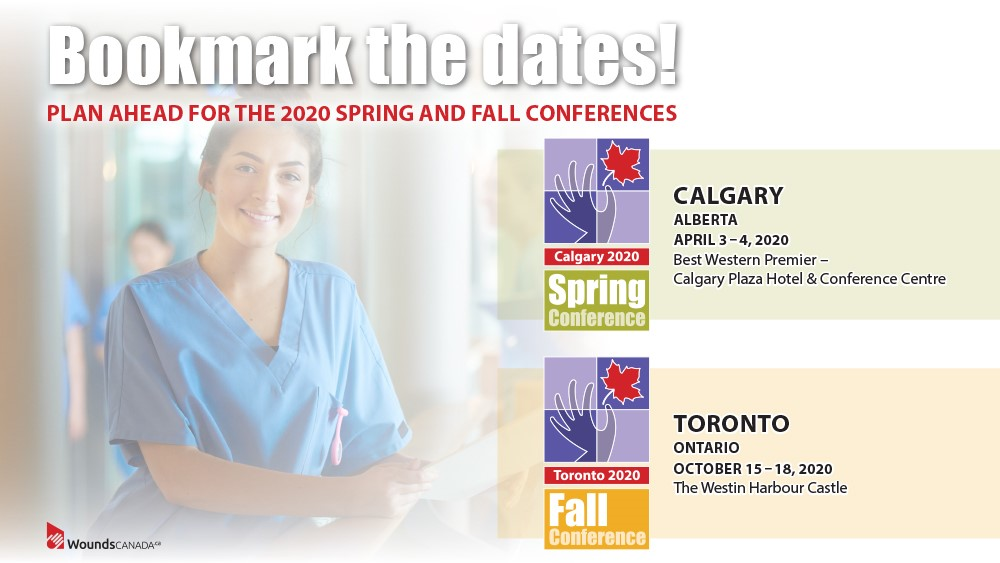 Bookmark the dates!
PLAN AHEAD FOR THE 2020 SPRING AND FALL CONFERENCES
Calgary 2020
Spring
Conference
CALGARY
ALBERTA
APRIL 3–4, 2020
Best Western Premier –
Calgary Plaza Hotel & Conference Centre
Toronto 2020
Fall
Conference
TORONTO
ONTARIO
OCTOBER 15–18, 2020
The Westin Harbour Castle
WoundsCANADA.ca